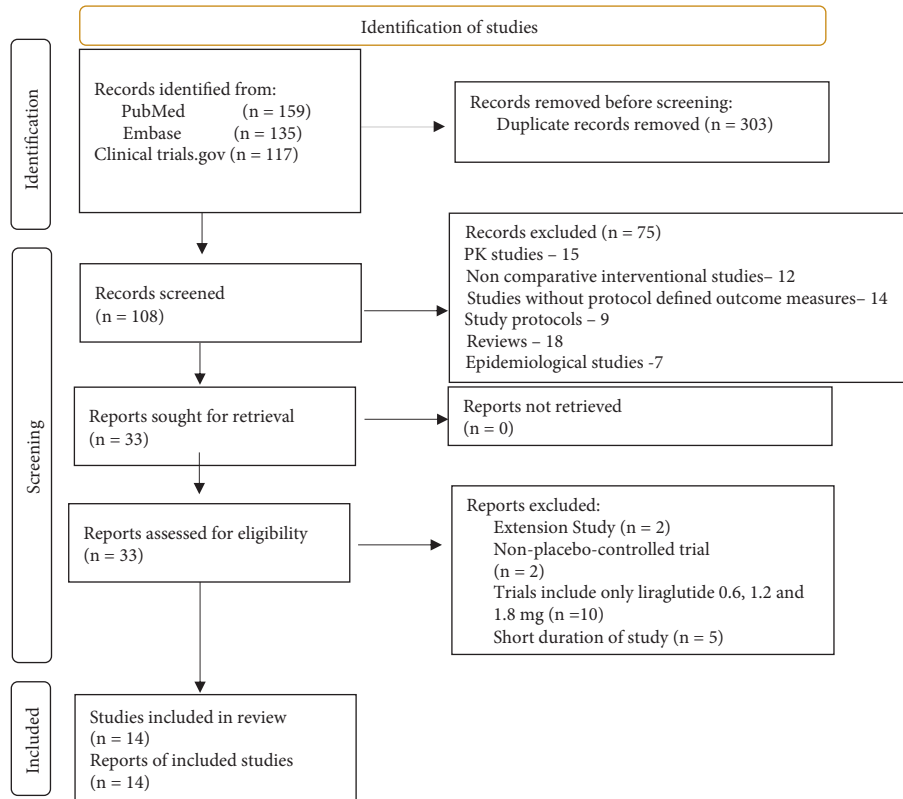 Identification of studies
Identification
Records identified from:
PubMed (n = 159)
Embase (n = 135)
Clinical trials.gov (n = 117)
Records removed before screening:
Duplicate records removed (n = 303)
Screening
Records screened
(n = 108)
Records excluded (n = 75)
PK studies – 15
Non comparative interventional studies– 12
Studies without protocol defined outcome measures– 14
Study protocols – 9
Reviews – 18
Epidemiological studies -7
Reports sought for retrieval
(n = 33)
Reports not retrieved
(n = 0)
Reports assessed for eligibility
(n = 33)
Reports excluded:
Extension Study (n = 2)
Non-placebo-controlled trial
(n = 2)
Trials include only liraglutide 0.6, 1.2 and
1.8 mg (n =10)
Short duration of study (n = 5)
Included
Studies included in review
(n = 14)
Reports of included studies
(n = 14)